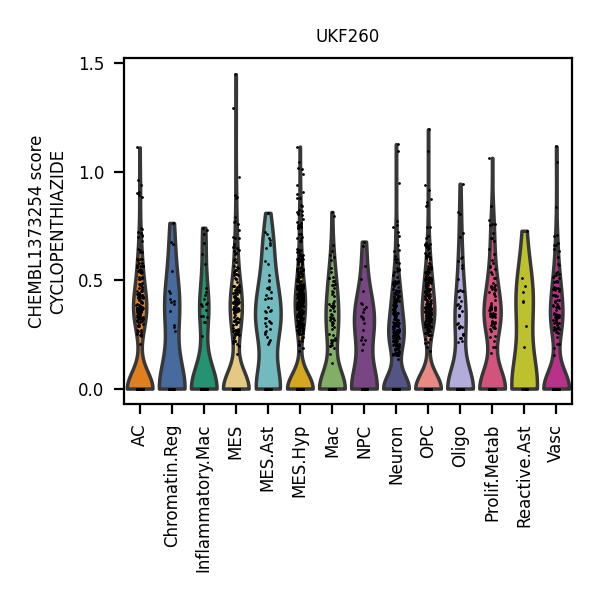 UKF260
CHEMBL1373254 score
CYCLOPENTHIAZIDE
1.5
1.0
0.5
0.0
AC
Chromatin.Reg
Inflammatory.Mac
MES
MES.Ast
MES.Hyp
Mac
NPC
Neuron
OPC
Oligo
Prolif.Metab
Reactive.Ast
Vasc